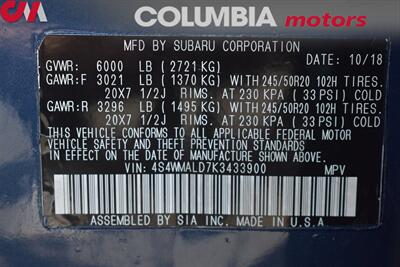 CM COLUMBIA motors
MFD BY SUBARU CORPORATION
GVWR: 6000 LB (2721 KG) DATE: 10/18
GAWR:F 3021 LB (1370 KG) WITH 245/50R20 102H TIRES.
20X7 1/2J RIMS. AT 230 KPA (33 PSI) COLD
GAWR:R 3296 LB (1495 KG) WITH 245/50R20 102H TIRES.
20X7 1/2J RIMS. AT 230 KPA (33 PSI) COLD
THIS VEHICLE CONFORMS TO ALL APPLICABLE FEDERAL MOTOR
VEHICLE SAFETY AND BUMPER STANDARDS IN EFFECT ON THE
DATE OF MANUFACTURE SHOWN ABOVE.
VIN: 4S4WMALD7K3433900 MPV
ASSEMBLED BY SIA INC. MADE IN U.S.A